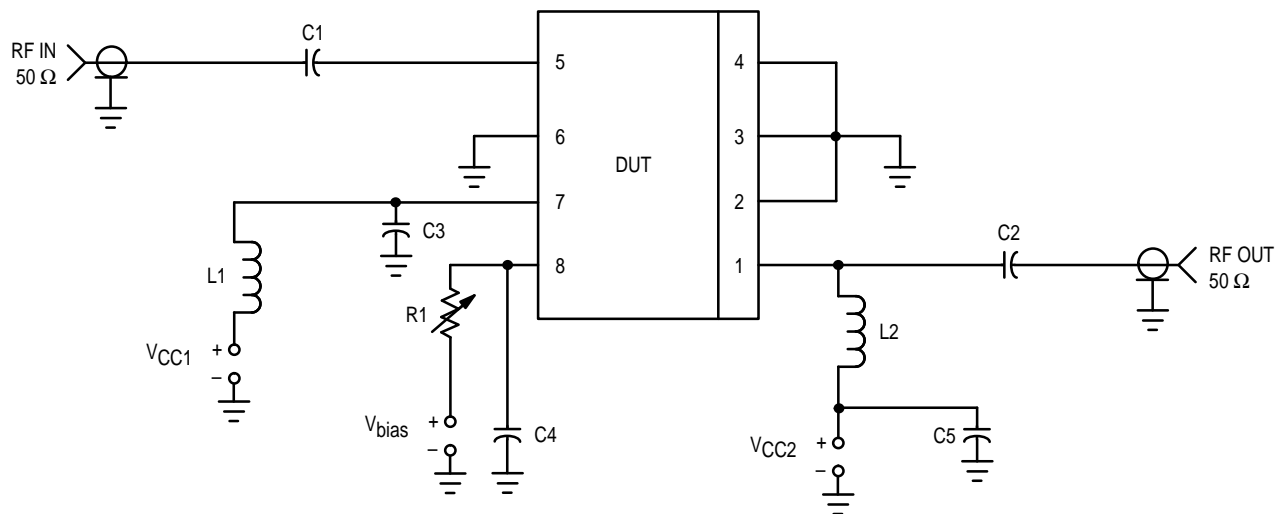 C1
RF IN
50 Ω
5
4
6
3
DUT
7
2
C3
C2
8
1
RF OUT
50 Ω
L1
R1
L2
VCC1
+
–
Vbias
+
–
C4
VCC2
+
–
C5